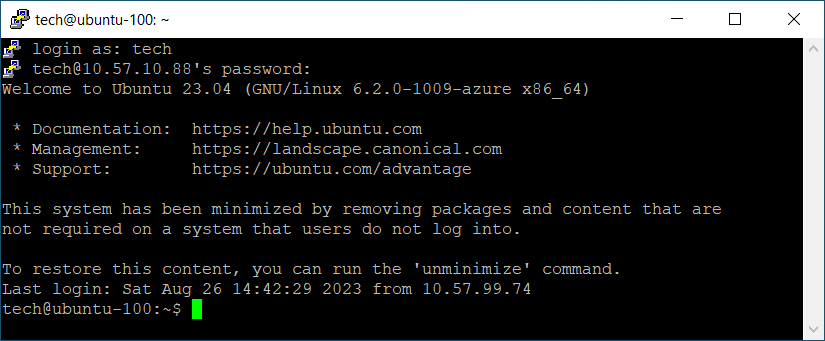 tech@ubuntu-100: ~
login as: tech
tech@10.57.10.88's password:
Welcome to Ubuntu 23.04 (GNU/Linux 6.2.0-1009-azure x86_64)
* Documentation:  https://help.ubuntu.com
* Management:     https://landscape.canonical.com
* Support:        https://ubuntu.com/advantage
This system has been minimized by removing packages and content that are
not required on a system that users do not log into.
To restore this content, you can run the 'unminimize' command.
Last login: Sat Aug 26 14:42:29 2023 from 10.57.99.74
tech@ubuntu-100:~$